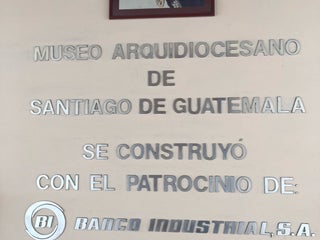 MUSEO ARQUIDIOCESANO
DE
SANTIAGO DE GUATEMALA
SE CONSTRUYÓ
CON EL PATROCINIO DE:
BI BANCO INDUSTRIAL, S.A.